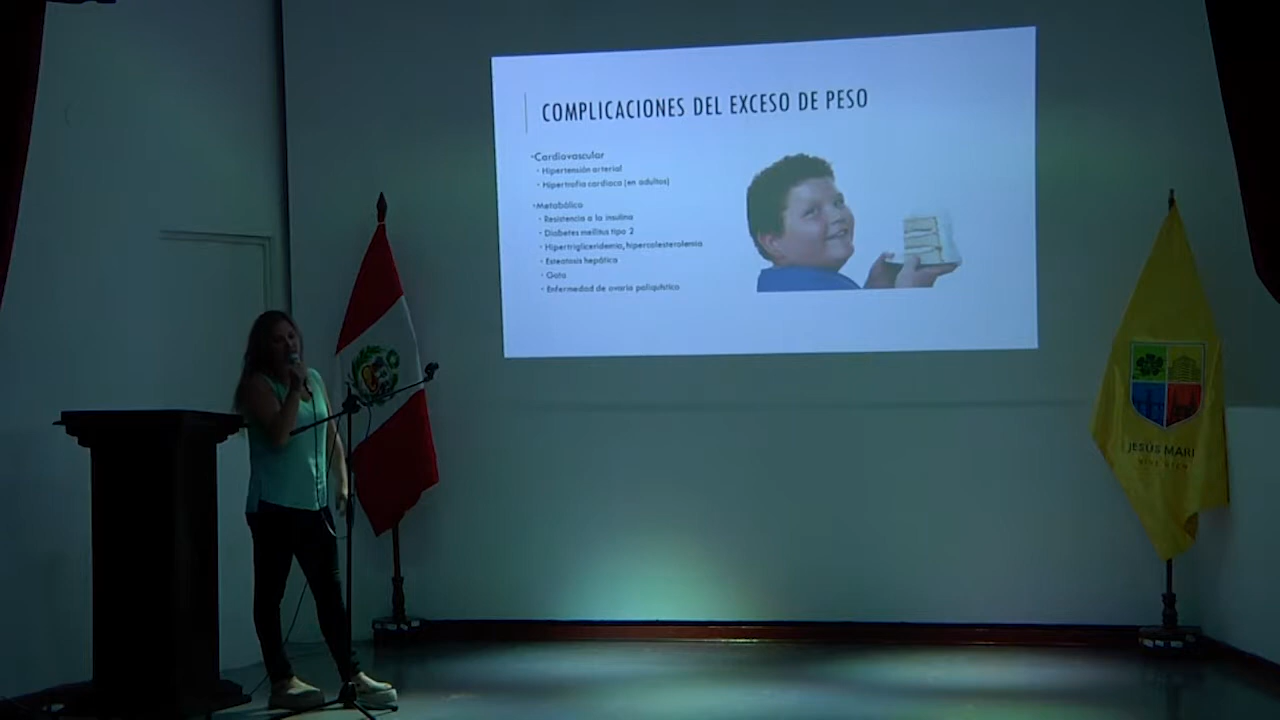 COMPLICACIONES DEL EXCESO DE PESO
•Cardiovascular
• Hipertensión arterial
• Hipertrofia cardiaca (en adultos)
•Metabólico
• Resistencia a la insulina
• Diabetes mellitus tipo 2
• Hipertrigliceridemia, hipercolesterolemia
• Esteatosis hepática
• Gota
• Enfermedad de ovario poliquístico
JESÚS MARÍ